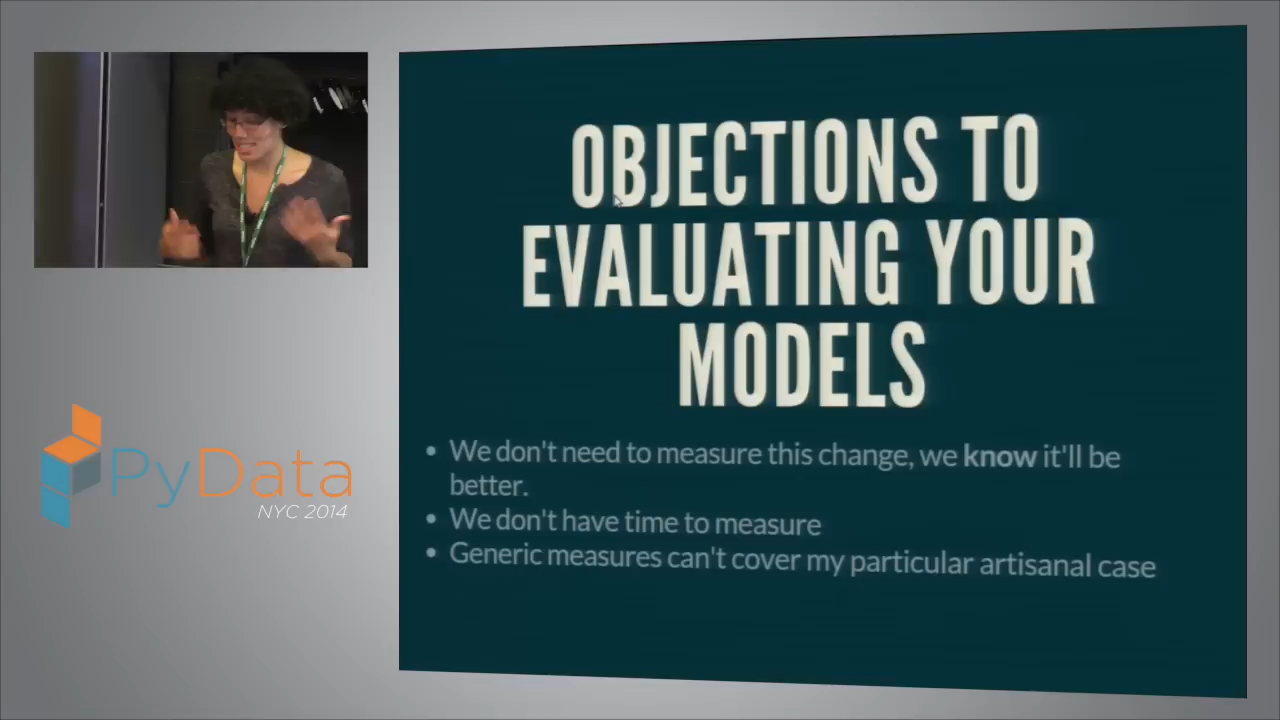 OBJECTIONS TO
EVALUATING YOUR
MODELS
• We don't need to measure this change, we know it'll be
better.
• We don't have time to measure
• Generic measures can't cover my particular artisanal case
PyData
NYC 2014